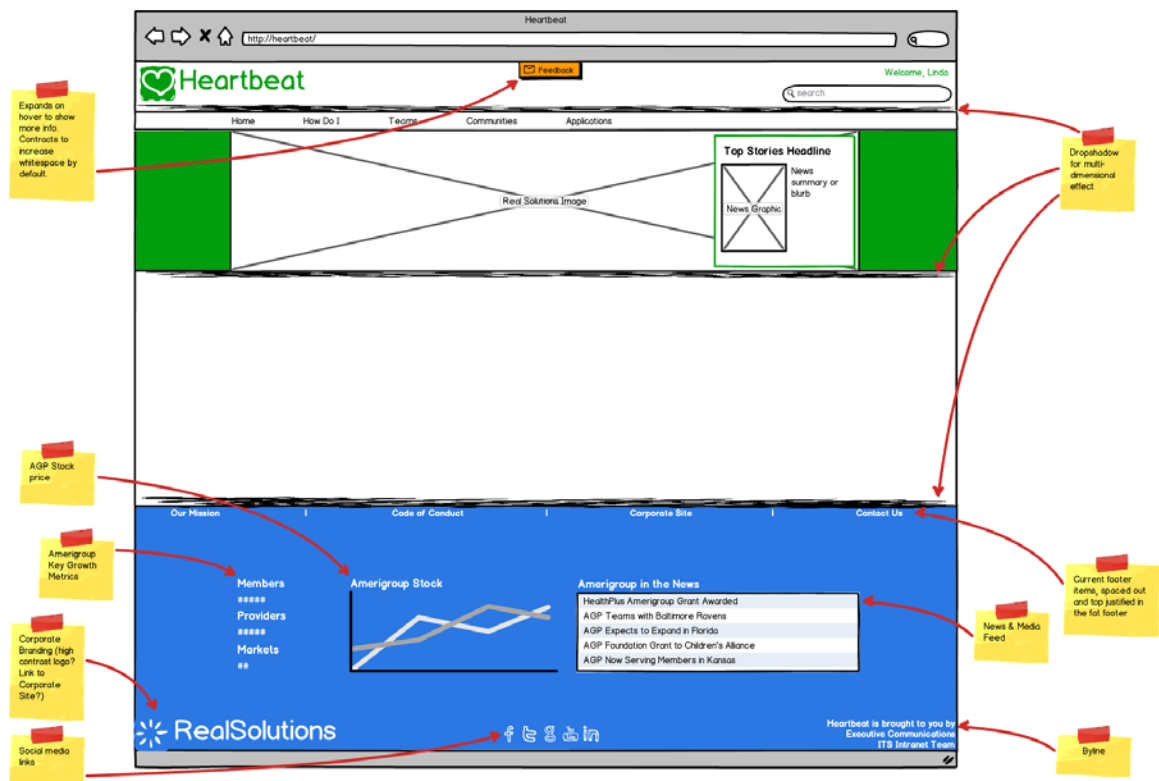 Heartbeat
http://heartbeat/
Heartbeat
Feedback
Welcome, Linda
search
Home
How Do I
Teams
Communities
Applications
Real Solutions Image
Top Stories Headline
News Graphic
News
summary or
blurb
Expands on
hover to show
more info.
Contracts to
increase
whitespace by
default.
Dropshadow
for multi-
dimensional
effect
AGP Stock
price
Amerigroup
Key Growth
Metrics
Corporate
Branding (high
contrast logo?
Link to
Corporate
Site?)
Social media
links
Our Mission
|
Code of Conduct
|
Corporate Site
|
Contact Us
Members
#####
Providers
#####
Markets
##
Amerigroup Stock
Amerigroup in the News
HealthPlus Amerigroup Grant Awarded
AGP Teams with Baltimore Ravens
AGP Expects to Expand in Florida
AGP Foundation Grant to Children's Alliance
AGP Now Serving Members in Kansas
Current footer
items, spaced out
and top justified in
the fat footer
News & Media
Feed
RealSolutions
Heartbeat is brought to you by
Executive Communications
ITS Intranet Team
Byline